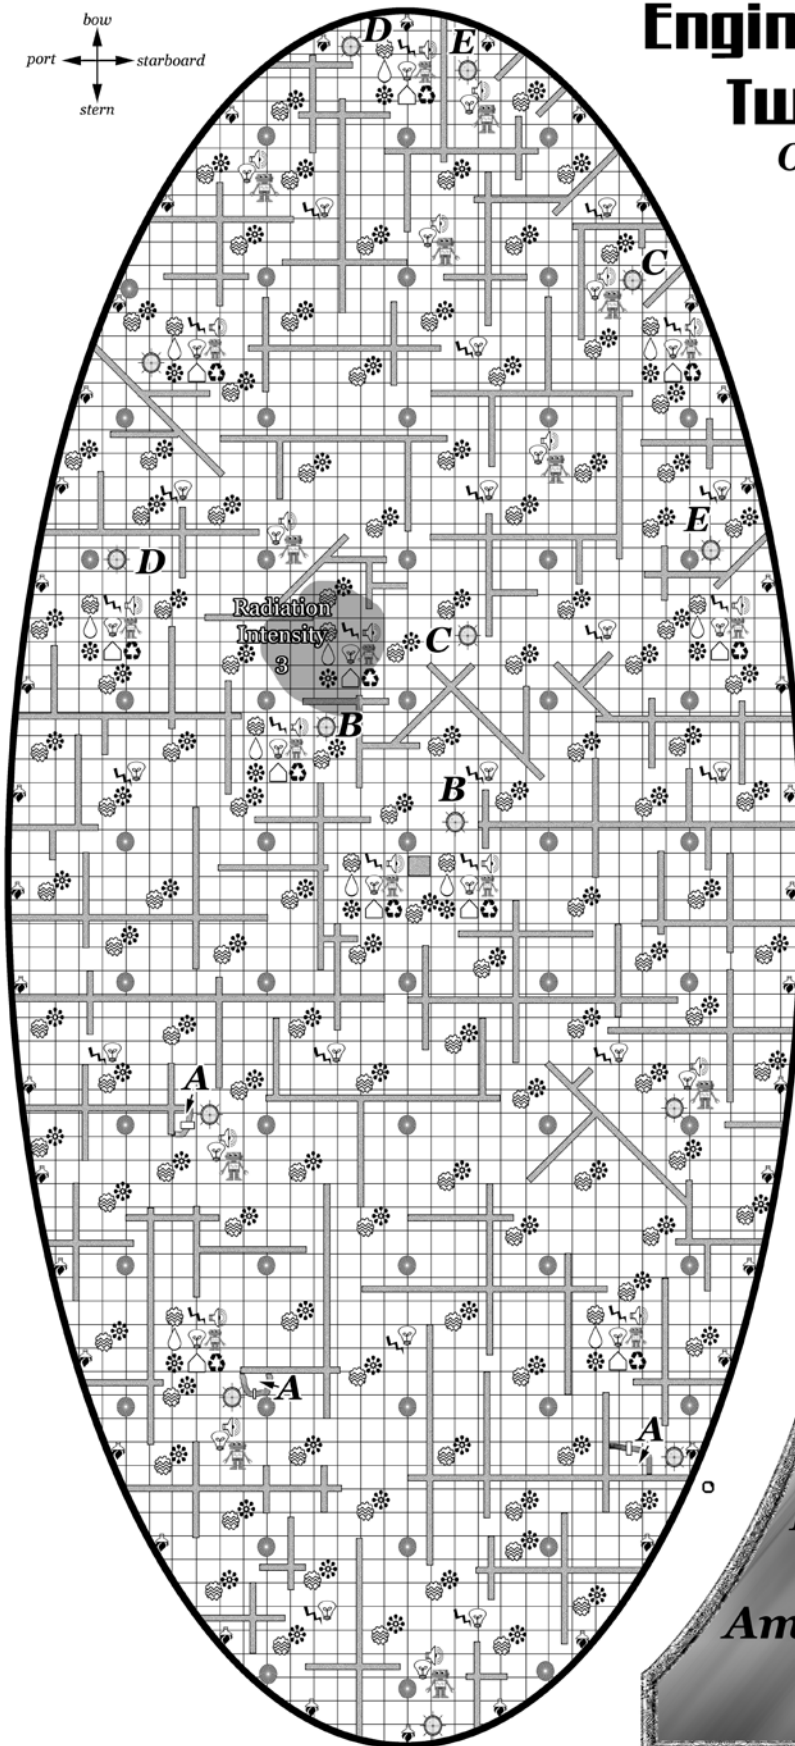 bow
port
starboard
stern
D
E
Engin
Tw
C
C
E
D
Radiation
Intensity
3
C
B
B
A
A
A
Am